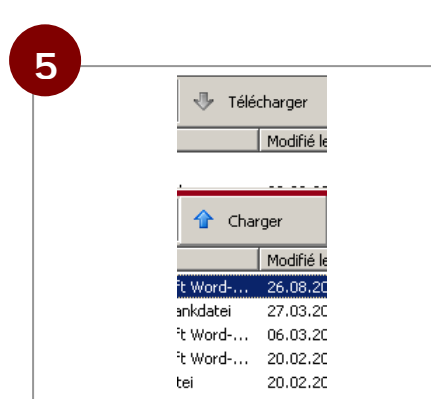 5
Télécharger
Modifié le
Charger
Modifié le
ft Word-... 26.08.20
ankdatei 27.03.20
ft Word-... 06.03.20
ft Word-... 20.02.20
tei 20.02.20